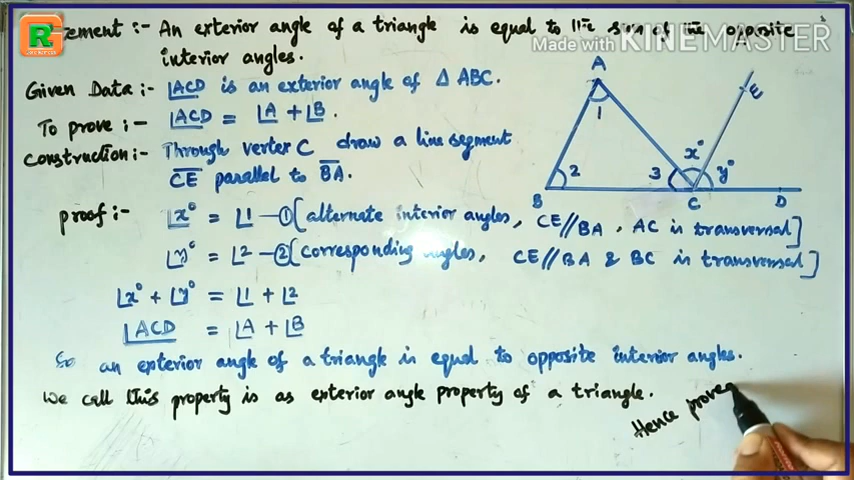 R
tement :- An exterior angle of a triangle is equal to the sum of the opposite
interior angles.
Made with KINEMASTER
Given Data :- ∠ACD is an exterior angle of Δ ABC.
To prove :- ∠ACD = ∠A + ∠B.
Construction :- Through vertex C draw a line segment
CE parallel to BA.
proof :- ∠x° = ∠1 — ① [alternate interior angles, CE//BA, AC is transversal]
∠y° = ∠2 — ② [corresponding angles, CE//BA & BC is transversal]
∠x° + ∠y° = ∠1 + ∠2
∠ACD = ∠A + ∠B
So an exterior angle of a triangle is equal to opposite interior angles.
We call this property is as exterior angle property of a triangle.
Hence prove
A
1
E
x°
2
3
y°
B
C
D